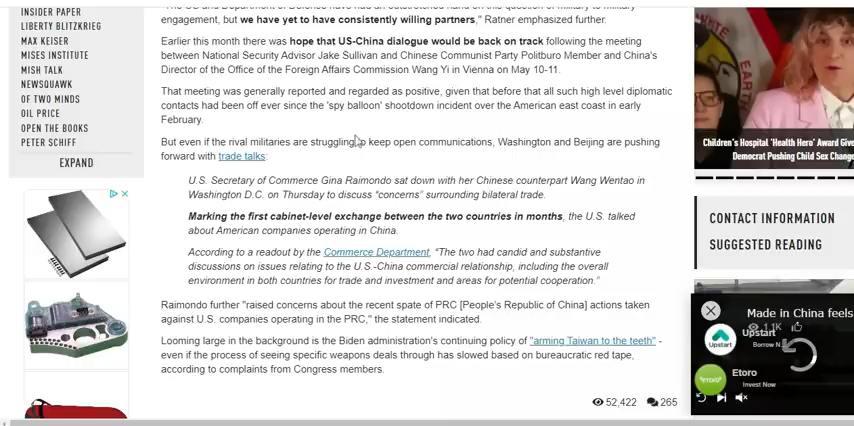 INSIDER PAPER
LIBERTY BLITZKRIEG
MAX KEISER
MISES INSTITUTE
MISH TALK
NEWSQUAWK
OF TWO MINDS
OIL PRICE
OPEN THE BOOKS
PETER SCHIFF
EXPAND
engagement, but we have yet to have consistently willing partners," Ratner emphasized further.
Earlier this month there was hope that US-China dialogue would be back on track following the meeting
between National Security Advisor Jake Sullivan and Chinese Communist Party Politburo Member and China's
Director of the Office of the Foreign Affairs Commission Wang Yi in Vienna on May 10-11.
That meeting was generally reported and regarded as positive, given that before that all such high level diplomatic
contacts had been off ever since the 'spy balloon' shootdown incident over the American east coast in early
February.
But even if the rival militaries are struggling to keep open communications, Washington and Beijing are pushing
forward with trade talks:
U.S. Secretary of Commerce Gina Raimondo sat down with her Chinese counterpart Wang Wentao in
Washington D.C. on Thursday to discuss "concerns" surrounding bilateral trade.
Marking the first cabinet-level exchange between the two countries in months, the U.S. talked
about American companies operating in China.
According to a readout by the Commerce Department, "The two had candid and substantive
discussions on issues relating to the U.S.-China commercial relationship, including the overall
environment in both countries for trade and investment and areas for potential cooperation."
Raimondo further "raised concerns about the recent spate of PRC [People's Republic of China] actions taken
against U.S. companies operating in the PRC," the statement indicated.
Looming large in the background is the Biden administration's continuing policy of "arming Taiwan to the teeth" -
even if the process of seeing specific weapons deals through has slowed based on bureaucratic red tape,
according to complaints from Congress members.
52,422 265
Children's Hospital 'Health Hero' Award Give
Democrat Pushing Child Sex Change
CONTACT INFORMATION
SUGGESTED READING
Made in China feels
1.1K
Upstart
Upstart
Borrow N
Etoro
Invest Now